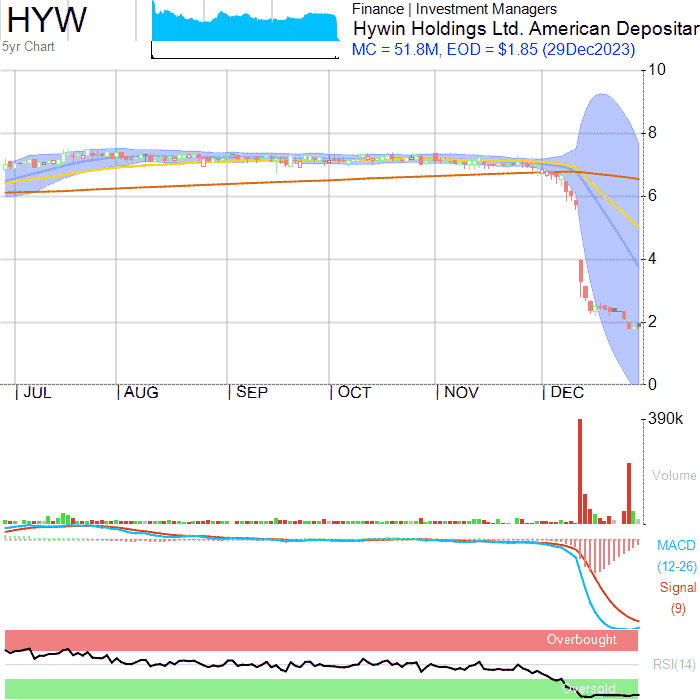 HYW
5yr Chart
Finance | Investment Managers
Hywin Holdings Ltd. American Depositar
MC = 51.8M, EOD = $1.85 (29Dec2023)
10
8
6
4
2
0
JUL AUG SEP OCT NOV DEC
390k
Volume
MACD
(12-26)
Signal
(9)
Overbought
RSI(14)
Oversold